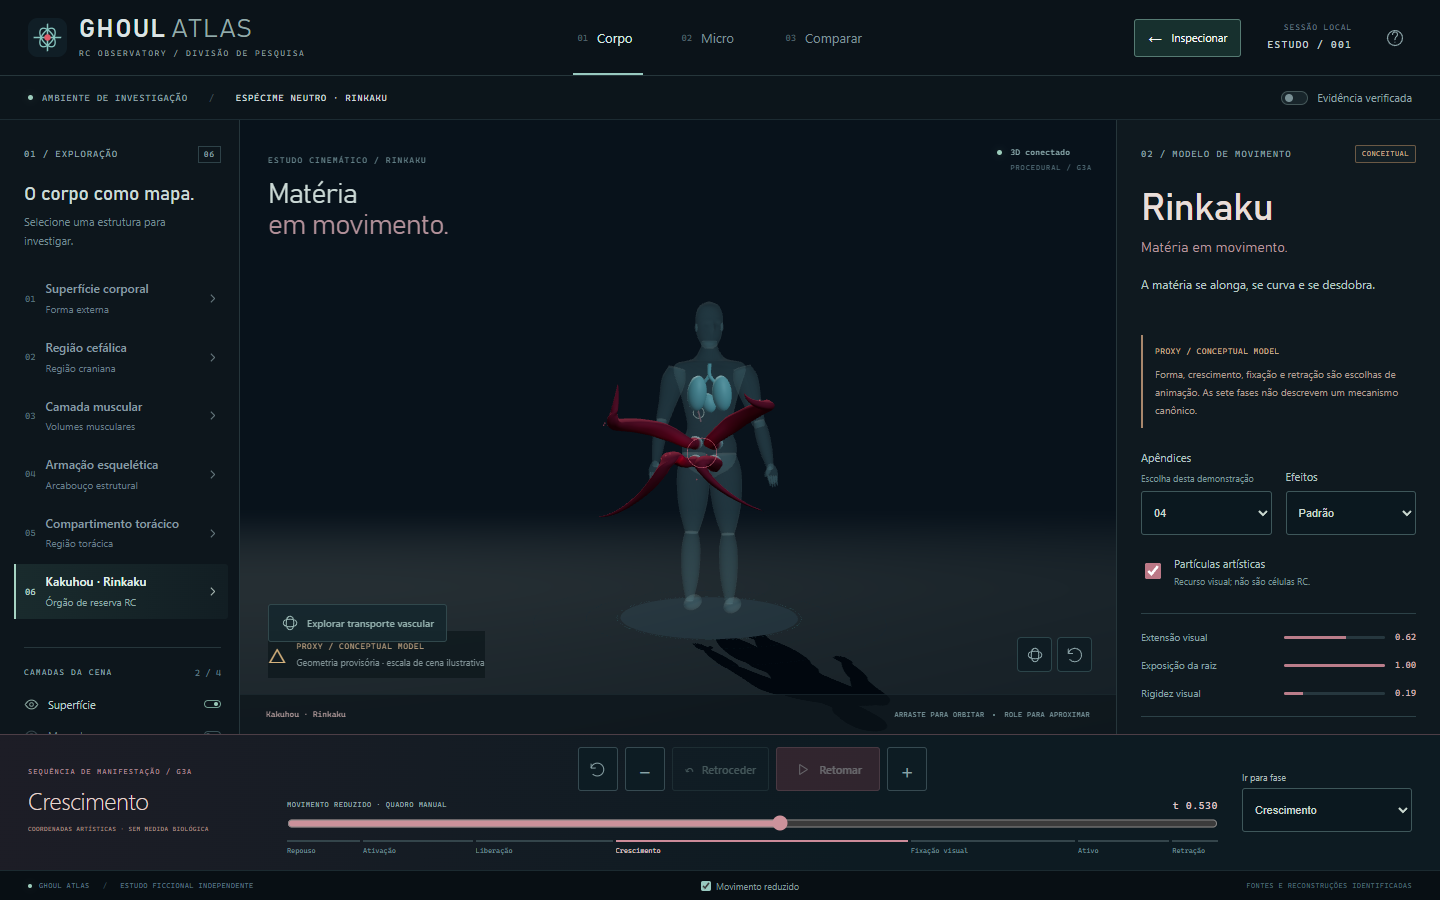 GHOUL ATLAS
RC OBSERVATORY / DIVISÃO DE PESQUISA
01 Corpo
02 Micro
03 Comparar
← Inspecionar
SESSÃO LOCAL
ESTUDO / 001
?
AMBIENTE DE INVESTIGAÇÃO / ESPÉCIME NEUTRO · RINKAKU
Evidência verificada
01 / EXPLORAÇÃO
06
O corpo como mapa.
Selecione uma estrutura para
investigar.
01 Superfície corporal
Forma externa
02 Região cefálica
Região craniana
03 Camada muscular
Volumes musculares
04 Armação esquelética
Arcabouço estrutural
05 Compartimento torácico
Região torácica
06 Kakuhou · Rinkaku
Órgão de reserva RC
CAMADAS DA CENA
2 / 4
Superfície
ESTUDO CINEMÁTICO / RINKAKU
Matéria
em movimento.
3D conectado
PROCEDURAL / G3A
Explorar transporte vascular
PROXY / CONCEPTUAL MODEL
Geometria provisória · escala de cena ilustrativa
Kakuhou · Rinkaku
ARRASTE PARA ORBITAR • ROLE PARA APROXIMAR
02 / MODELO DE MOVIMENTO
CONCEITUAL
Rinkaku
Matéria em movimento.
A matéria se alonga, se curva e se desdobra.
PROXY / CONCEPTUAL MODEL
Forma, crescimento, fixação e retração são escolhas de
animação. As sete fases não descrevem um mecanismo
canônico.
Apêndices
Escolha desta demonstração
04
Efeitos
Padrão
Partículas artísticas
Recurso visual; não são células RC.
Extensão visual 0.62
Exposição da raiz 1.00
Rigidez visual 0.19
SEQUÊNCIA DE MANIFESTAÇÃO / G3A
Crescimento
COORDENADAS ARTÍSTICAS · SEM MEDIDA BIOLÓGICA
−
Retroceder
Retomar
+
MOVIMENTO REDUZIDO · QUADRO MANUAL
t 0.530
Repouso
Ativação
Liberação
Crescimento
Fixação visual
Ativo
Retração
Ir para fase
Crescimento
GHOUL ATLAS / ESTUDO FICCIONAL INDEPENDENTE
Movimento reduzido
FONTES E RECONSTRUÇÕES IDENTIFICADAS